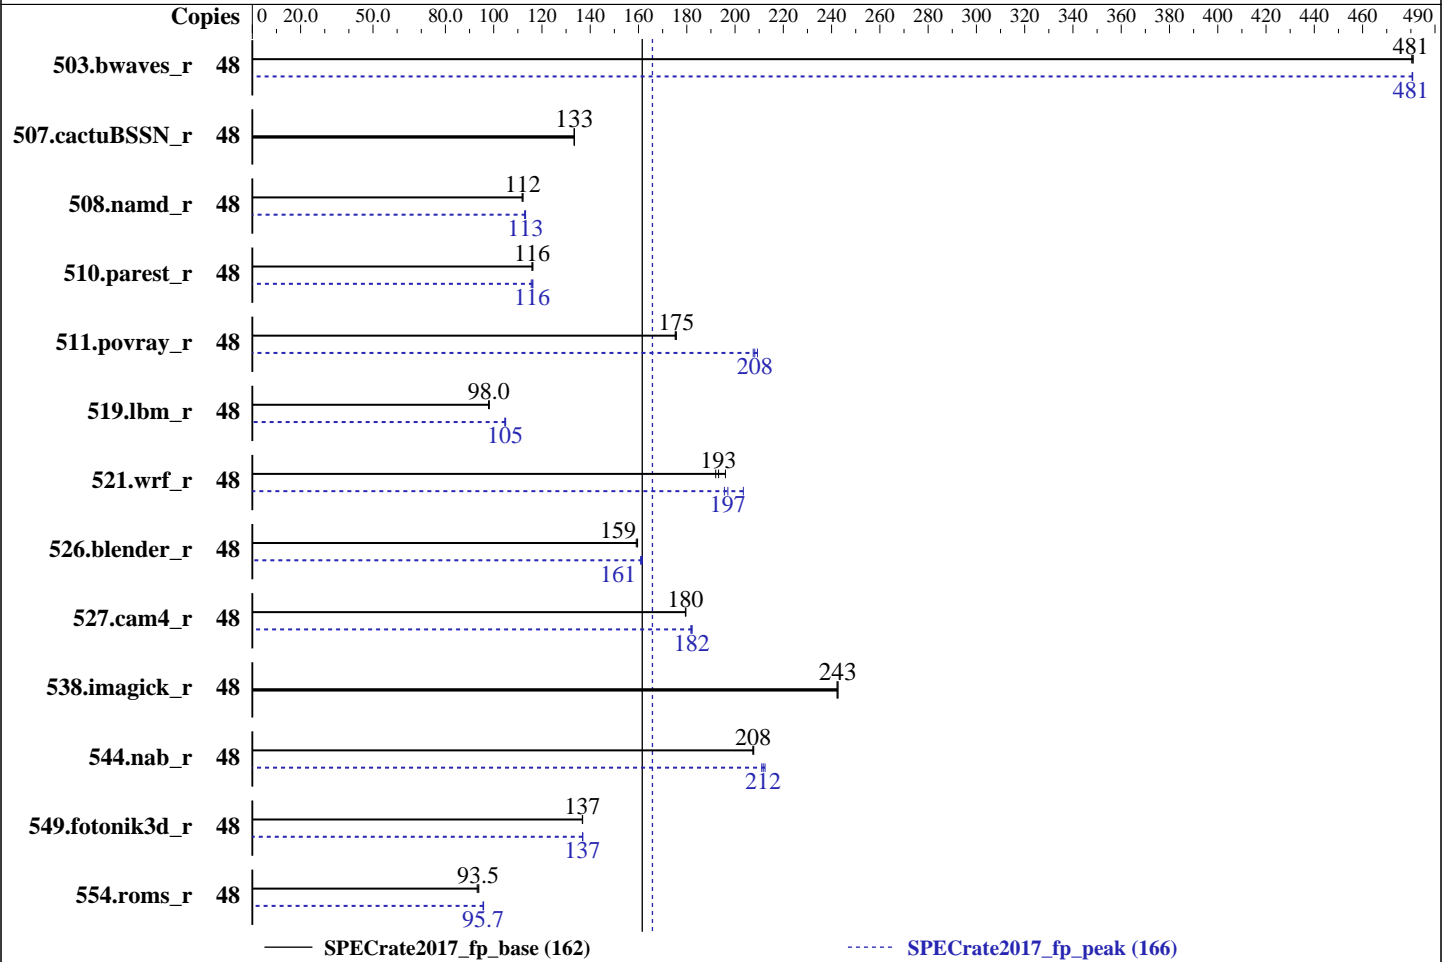 Copies 0 20.0 50.0 80.0 100 120 140 160 180 200 220 240 260 280 300 320 340 360 380 400 420 440 460 490
503.bwaves_r 48 481
481
507.cactuBSSN_r 48 133
508.namd_r 48 112
113
510.parest_r 48 116
116
511.povray_r 48 175
208
519.lbm_r 48 98.0
105
521.wrf_r 48 193
197
526.blender_r 48 159
161
527.cam4_r 48 180
182
538.imagick_r 48 243
544.nab_r 48 208
212
549.fotonik3d_r 48 137
137
554.roms_r 48 93.5
95.7
SPECrate2017_fp_base (162) SPECrate2017_fp_peak (166)